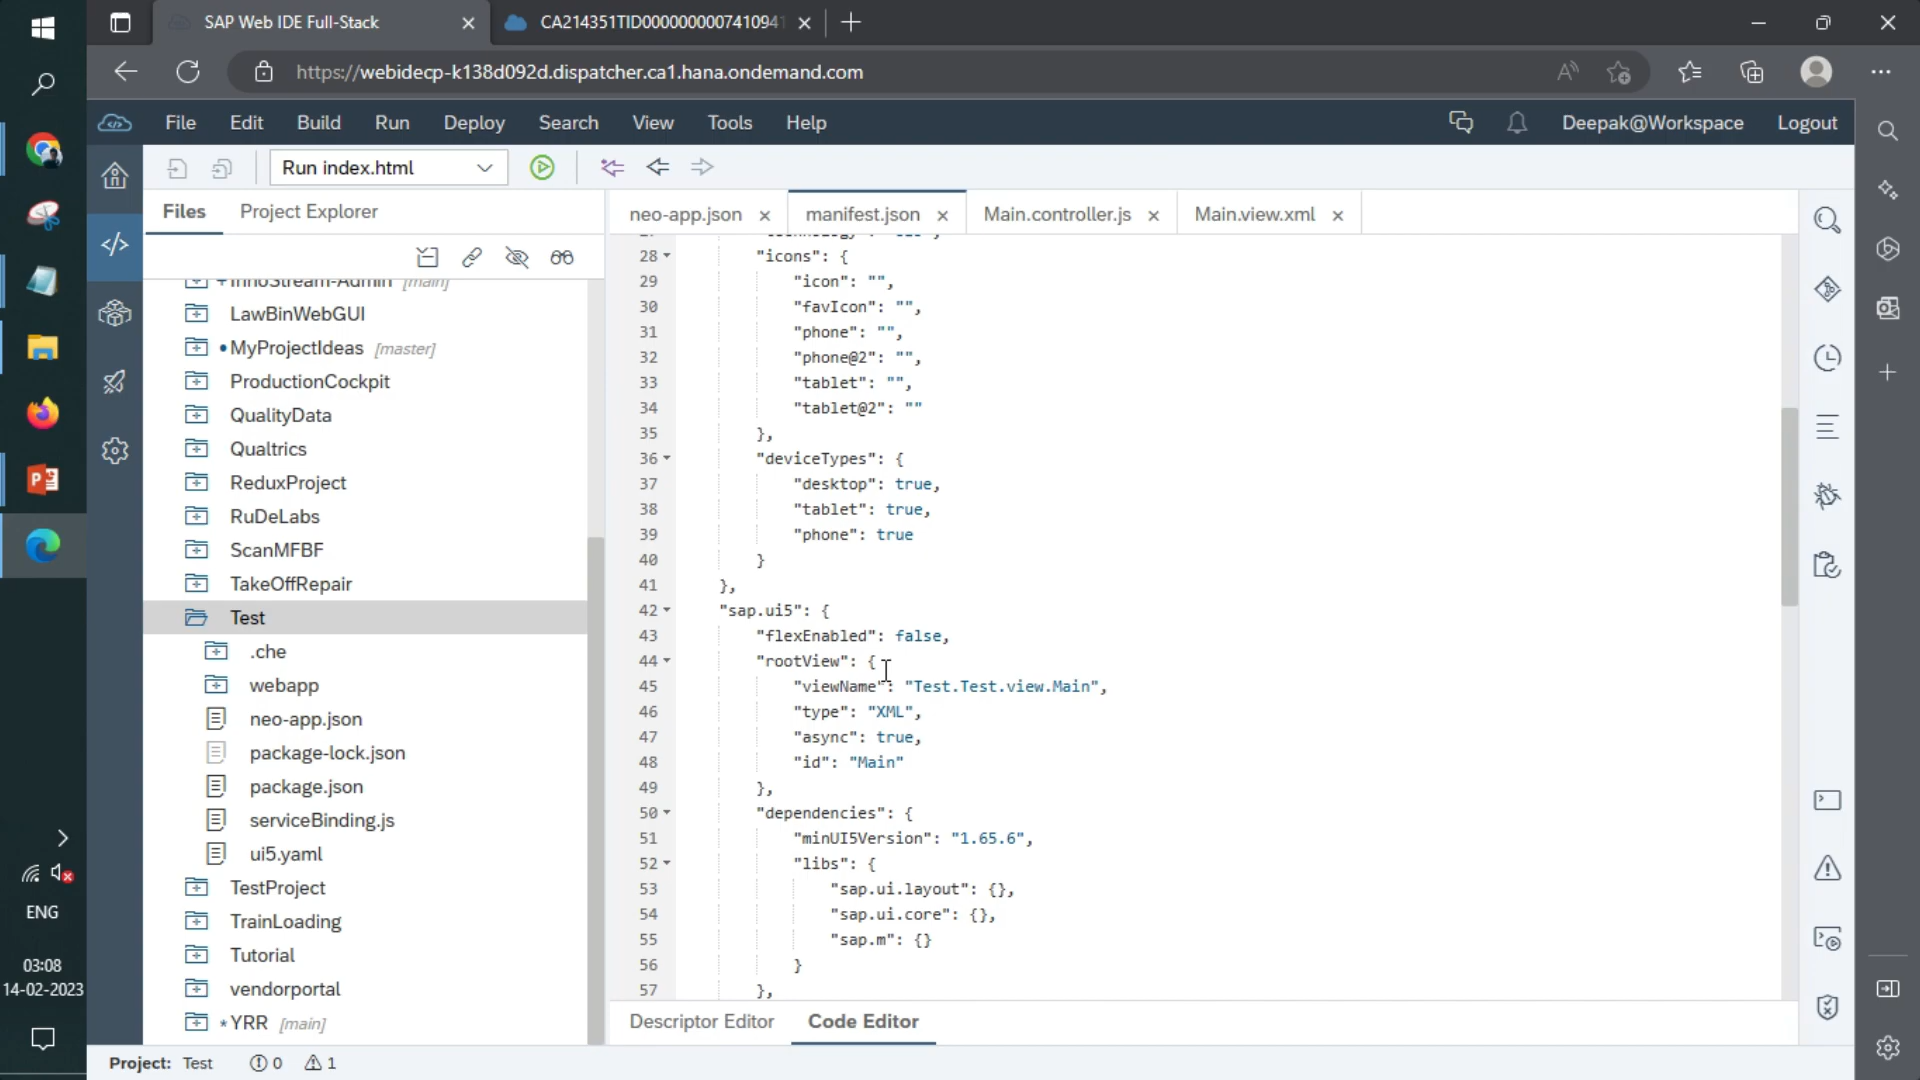 SAP Web IDE Full-Stack
CA214351TID00000000074109
https://webidecp-k138d092d.dispatcher.ca1.hana.ondemand.com
File Edit Build Run Deploy Search View Tools Help
Deepak@Workspace Logout
Run index.html
Files Project Explorer
neo-app.json manifest.json Main.controller.js Main.view.xml
InnoStream-Admin [main]
LawBinWebGUI
MyProjectIdeas [master]
ProductionCockpit
QualityData
Qualtrics
ReduxProject
RuDeLabs
ScanMFBF
TakeOffRepair
Test
.che
webapp
neo-app.json
package-lock.json
package.json
serviceBinding.js
ui5.yaml
TestProject
TrainLoading
Tutorial
vendorportal
* YRR [main]
28 "icons": {
29 "icon": "",
30 "favIcon": "",
31 "phone": "",
32 "phone@2": "",
33 "tablet": "",
34 "tablet@2": ""
35 },
36 "deviceTypes": {
37 "desktop": true,
38 "tablet": true,
39 "phone": true
40 }
41 },
42 "sap.ui5": {
43 "flexEnabled": false,
44 "rootView": {
45 "viewName": "Test.Test.view.Main",
46 "type": "XML",
47 "async": true,
48 "id": "Main"
49 },
50 "dependencies": {
51 "minUI5Version": "1.65.6",
52 "libs": {
53 "sap.ui.layout": {},
54 "sap.ui.core": {},
55 "sap.m": {}
56 }
57 },
Descriptor Editor Code Editor
Project: Test 0 1
ENG
03:08
14-02-2023